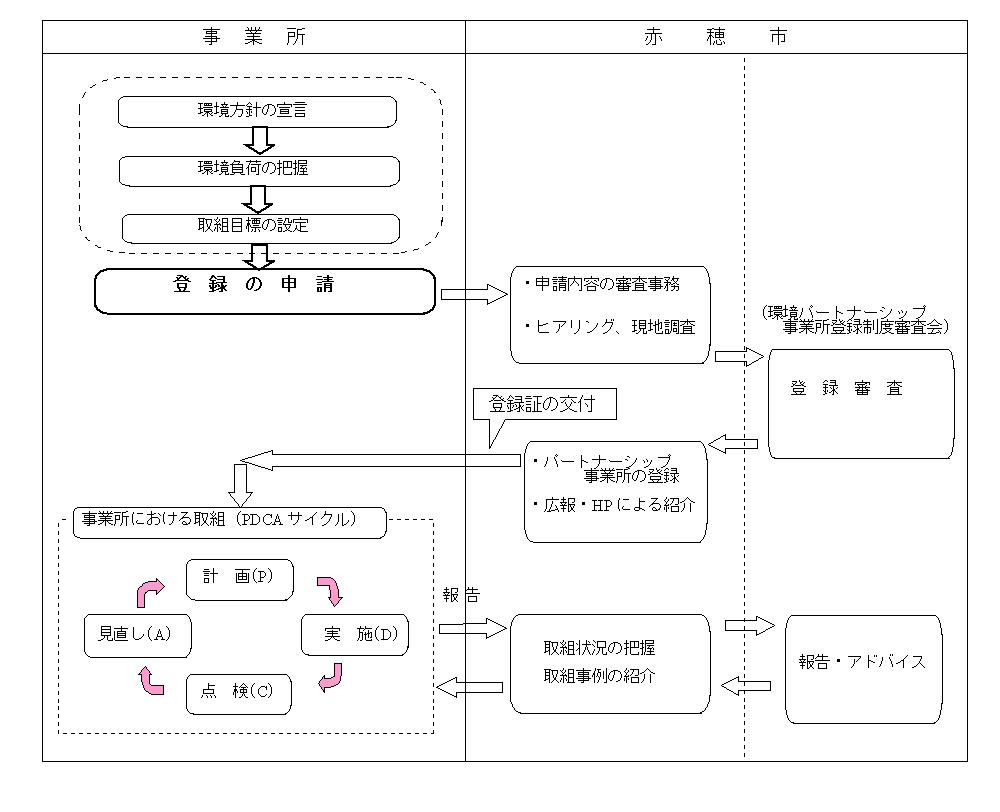 事　業　所
赤　穂　市
環境方針の宣言
環境負荷の把握
取組目標の設定
登　録　の　申　請
・申請内容の審査事務
・ヒアリング、現地調査
（環境パートナーシップ
事業所登録制度審査会）
登　録　審　査
登録証の交付
・パートナーシップ
事業所の登録
・広報・HPによる紹介
事業所における取組（PDCAサイクル）
計　画(P)
見直し(A)
実　施(D)
点　検(C)
報告
取組状況の把握
取組事例の紹介
報告・アドバイス